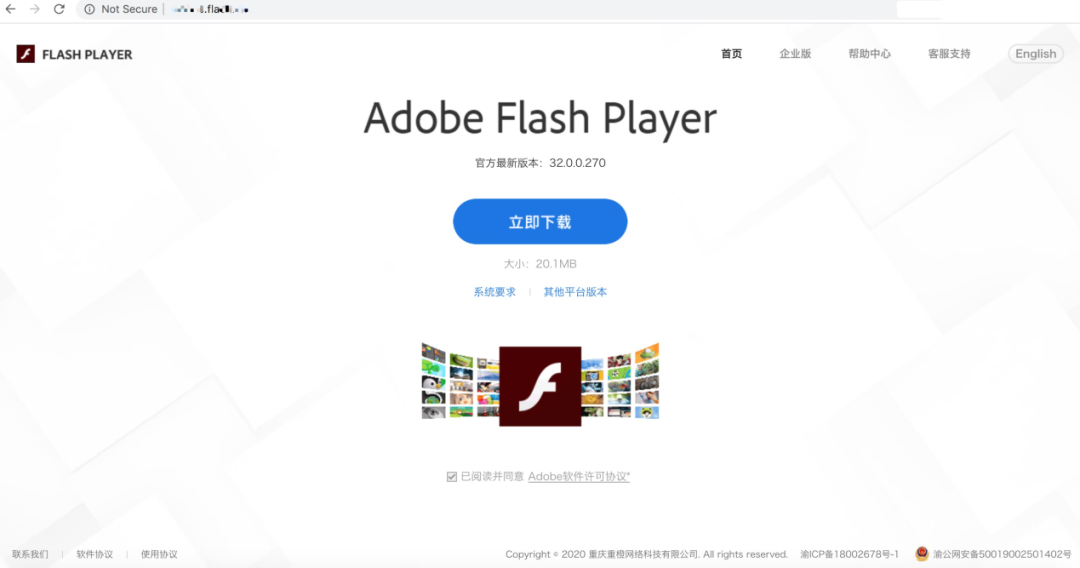 Not Secure
FLASH PLAYER
首页 企业版 帮助中心 客服支持 English
Adobe Flash Player
官方最新版本：32.0.0.270
立即下载
大小：20.1MB
系统要求 | 其他平台版本
已阅读并同意 Adobe软件许可协议*
联系我们 | 软件协议 | 使用协议
Copyright © 2020 重庆重橙网络科技有限公司. All rights reserved. 渝ICP备18002678号-1 渝公网安备50019002501402号